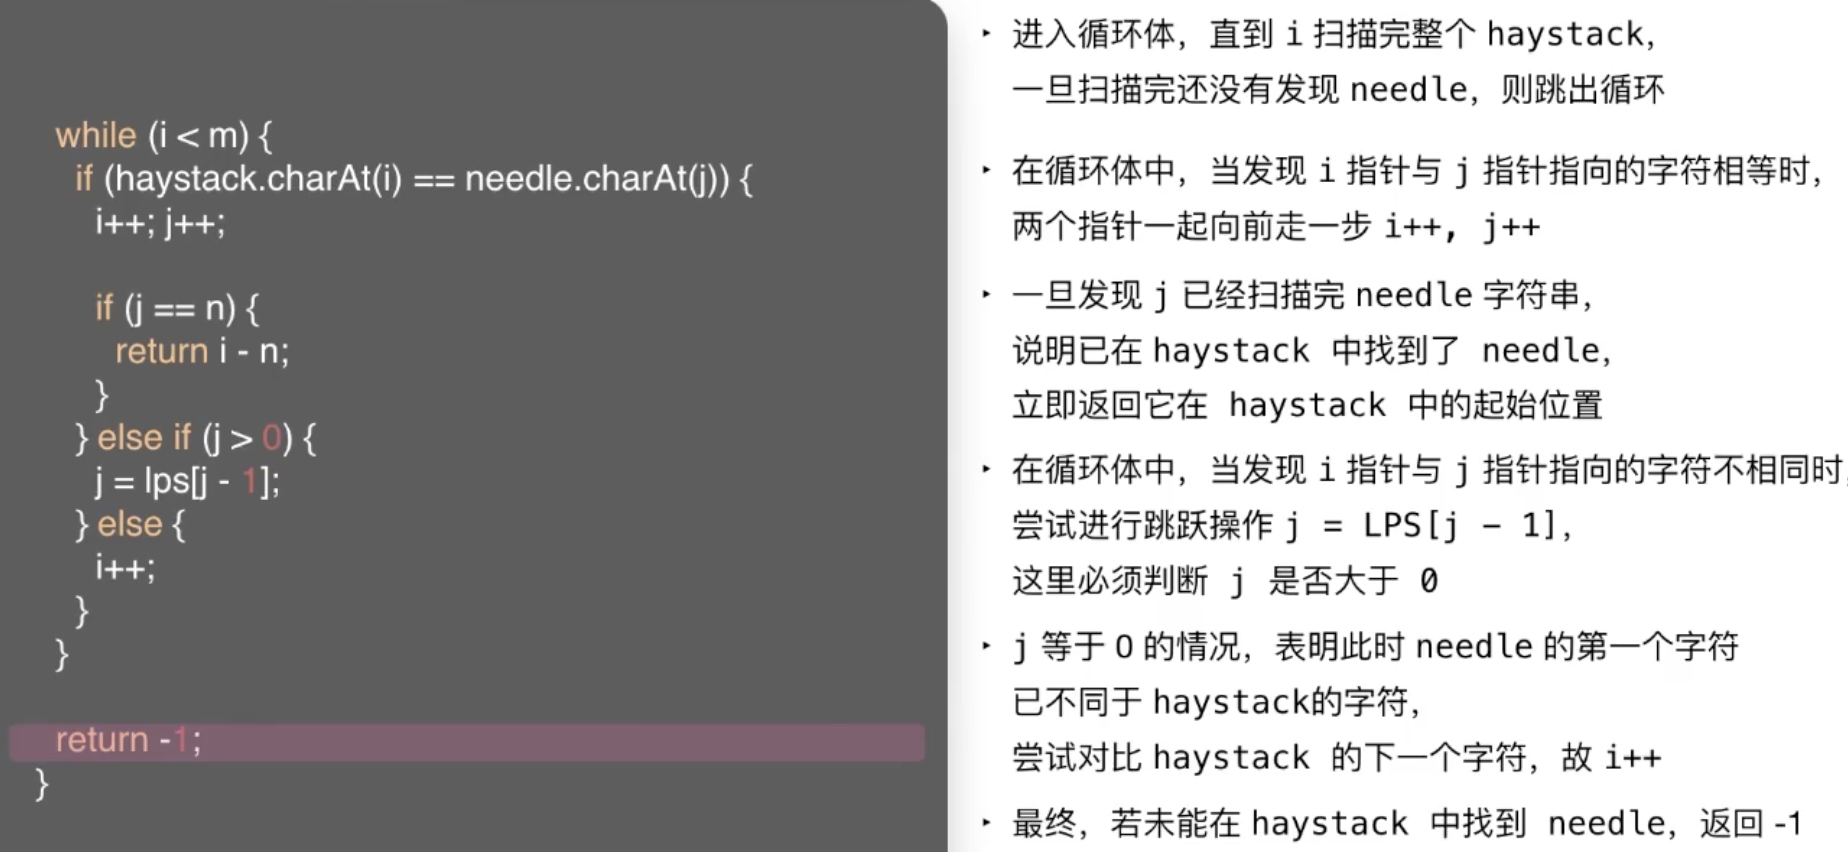 while (i < m) {
if (haystack.charAt(i) == needle.charAt(j)) {
i++; j++;
if (j == n) {
return i - n;
}
} else if (j > 0) {
j = lps[j - 1];
} else {
i++;
}
}
return -1;
}
‣ 进入循环体，直到 i 扫描完整个 haystack，
一旦扫描完还没有发现 needle，则跳出循环
‣ 在循环体中，当发现 i 指针与 j 指针指向的字符相等时，
两个指针一起向前走一步 i++, j++
‣ 一旦发现 j 已经扫描完 needle 字符串，
说明已在 haystack 中找到了 needle，
立即返回它在 haystack 中的起始位置
‣ 在循环体中，当发现 i 指针与 j 指针指向的字符不相同时，
尝试进行跳跃操作 j = LPS[j – 1]，
这里必须判断 j 是否大于 0
‣ j 等于 0 的情况，表明此时 needle 的第一个字符
已不同于 haystack的字符，
尝试对比 haystack 的下一个字符，故 i++
‣ 最终，若未能在 haystack 中找到 needle，返回 -1